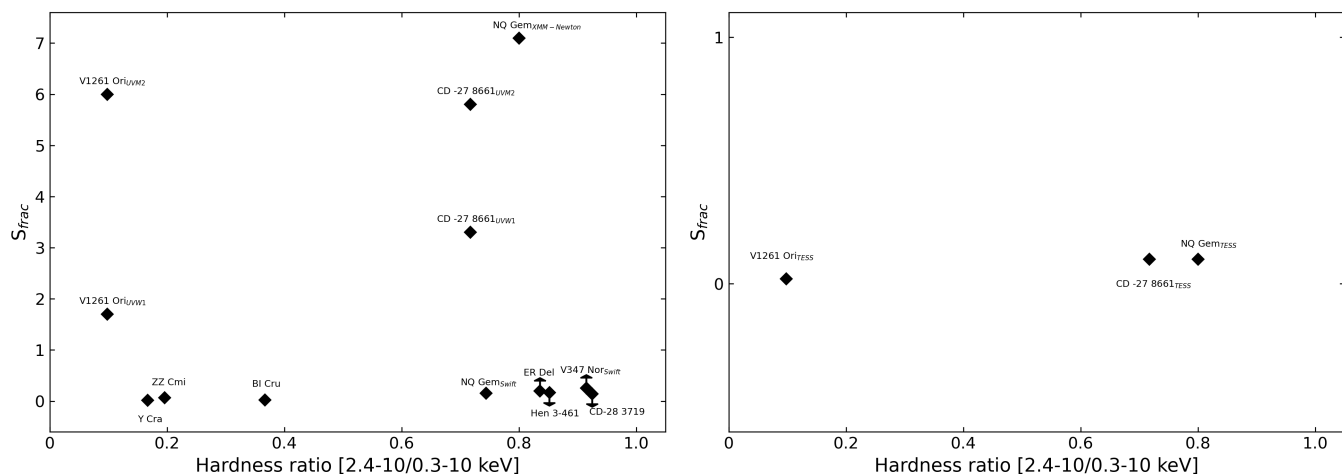 NQ Gem XMM−Newton
V1261 Ori UVM2
CD -27 8661 UVM2
CD -27 8661 UVW1
V1261 Ori UVW1
ZZ Cmi
BI Cru
NQ Gem Swift
ER Del
V347 Nor Swift
Y Cra
Hen 3-461
CD-28 3719
7
6
5
4
3
2
1
0
S frac
0
0.2
0.4
0.6
0.8
1.0
Hardness ratio [2.4-10/0.3-10 keV]
1
0
S frac
V1261 Ori TESS
NQ Gem TESS
CD -27 8661 TESS
0
0.2
0.4
0.6
0.8
1.0
Hardness ratio [2.4-10/0.3-10 keV]